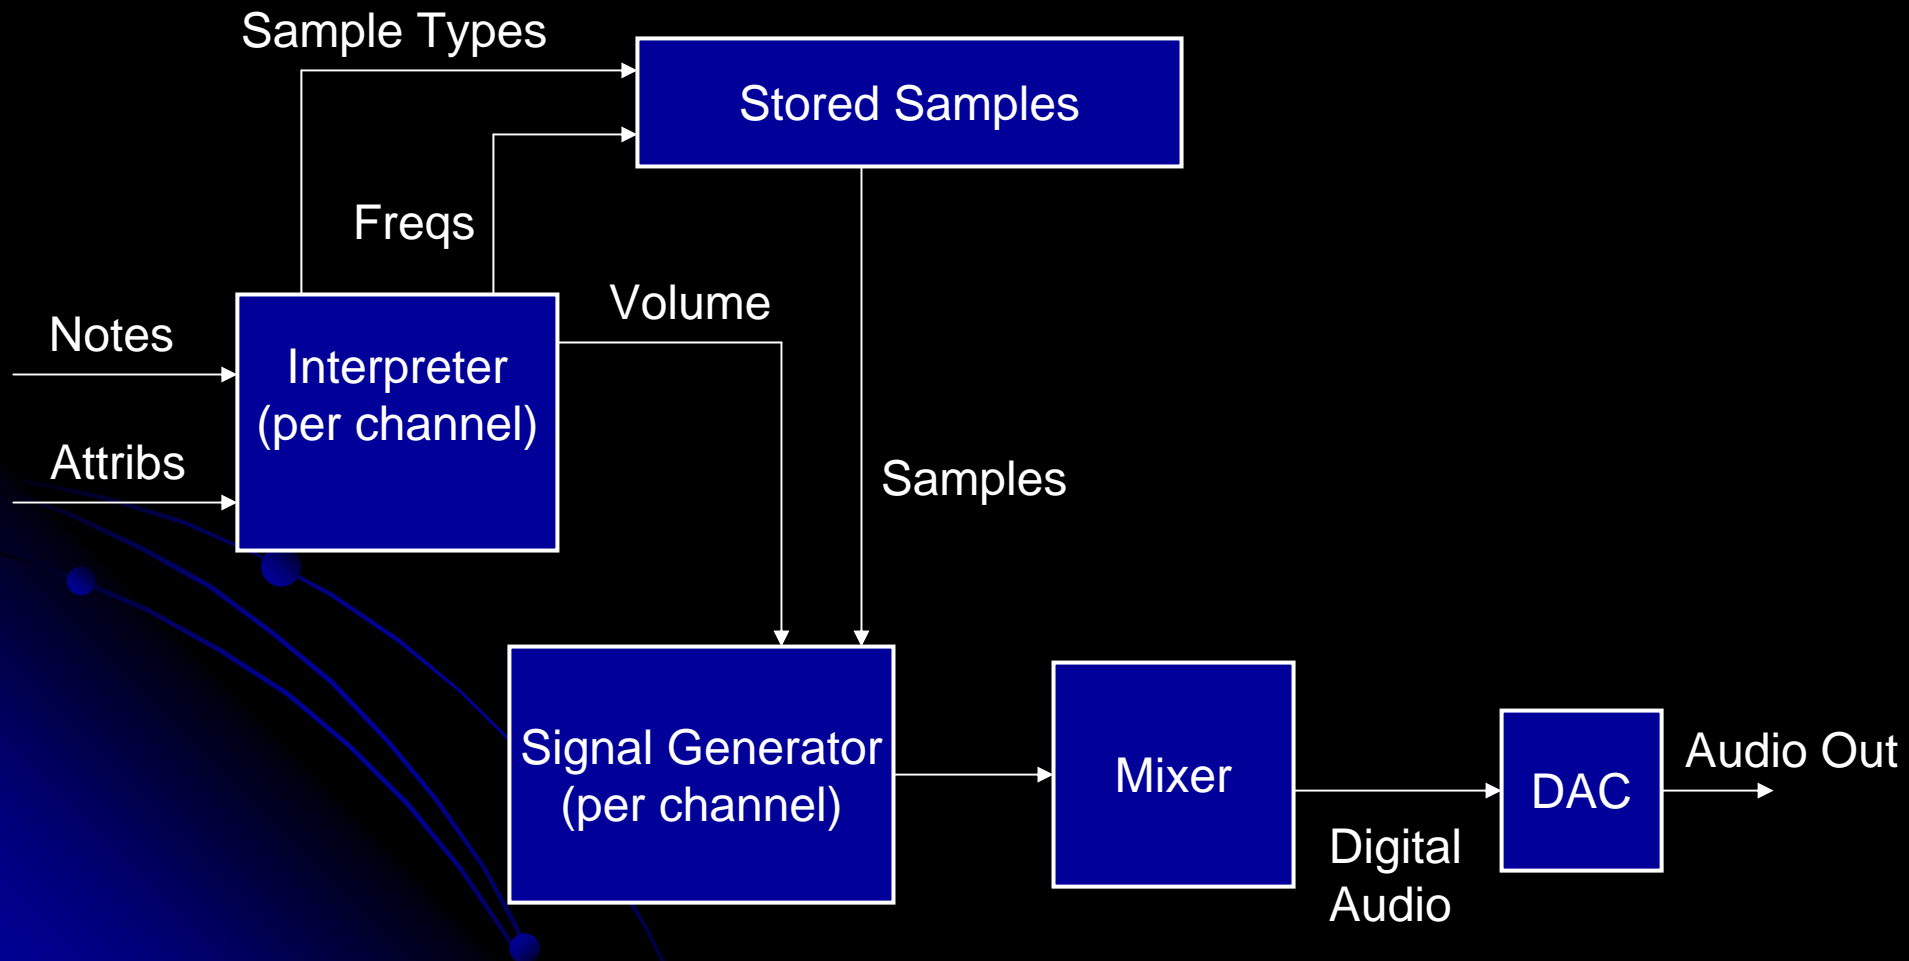 Sample Types
Stored Samples
Freqs
Volume
Notes
Interpreter
(per channel)
Attribs
Samples
Signal Generator
(per channel)
Mixer
DAC
Audio Out
Digital
Audio